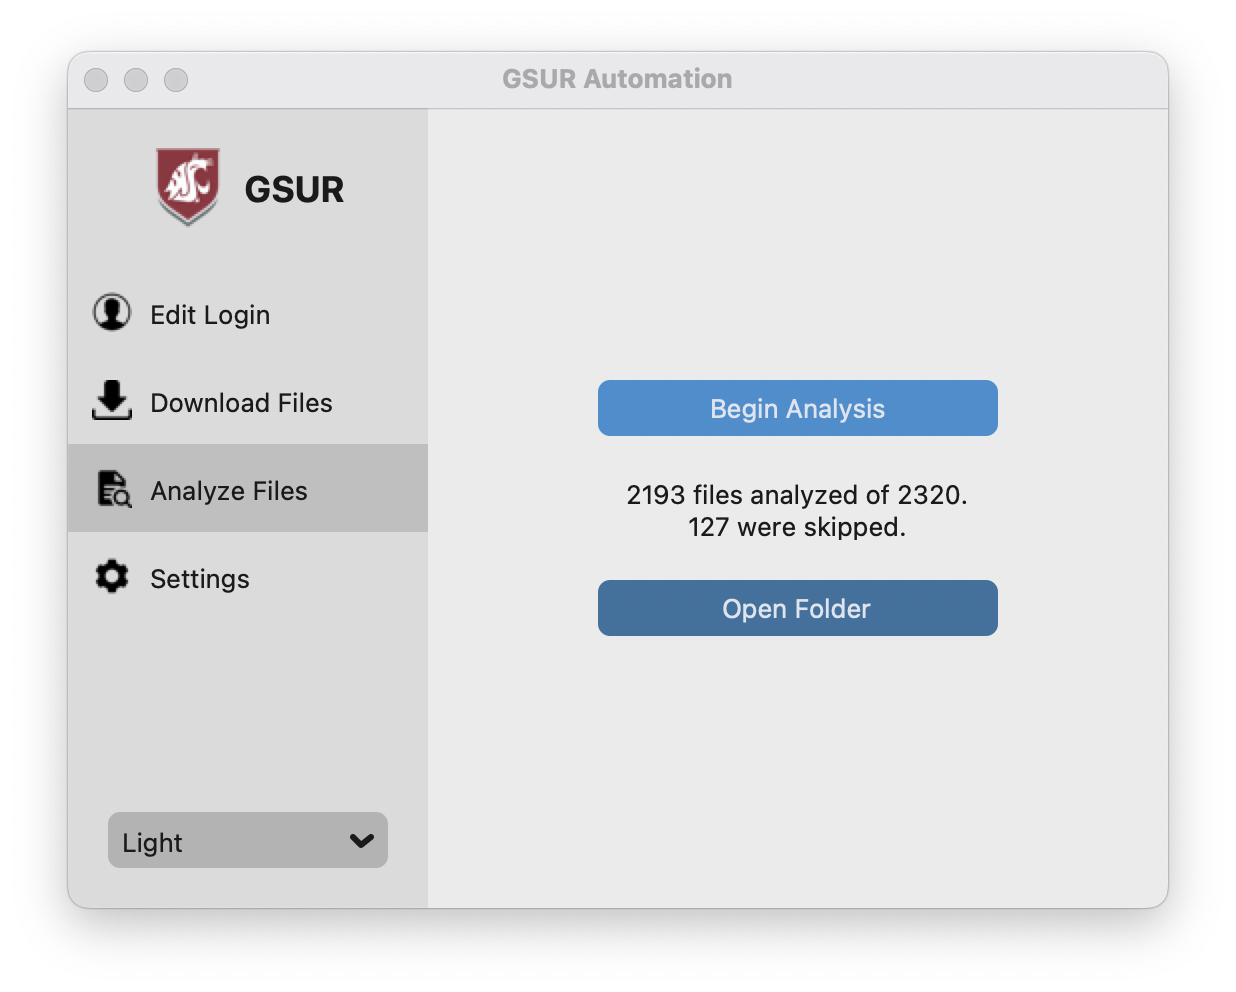 GSUR Automation
GSUR
Edit Login
Download Files
Analyze Files
Settings
Light
Begin Analysis
2193 files analyzed of 2320.
127 were skipped.
Open Folder